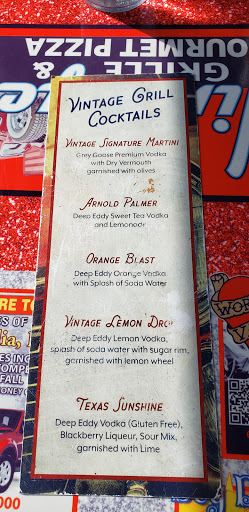 GRILLE &
GOURMET PIZZA
Vintage Grill
Cocktails
Vintage Signature Martini
Grey Goose Premium Vodka
with Dry Vermouth
garnished with olives
Arnold Palmer
Deep Eddy Sweet Tea Vodka
and Lemonade
Orange Blast
Deep Eddy Orange Vodka
with Splash of Soda Water
Vintage Lemon Drop
Deep Eddy Lemon Vodka,
splash of soda water with sugar rim,
garnished with lemon wheel
Texas Sunshine
Deep Eddy Vodka (Gluten Free),
Blackberry Liqueur, Sour Mix,
garnished with Lime